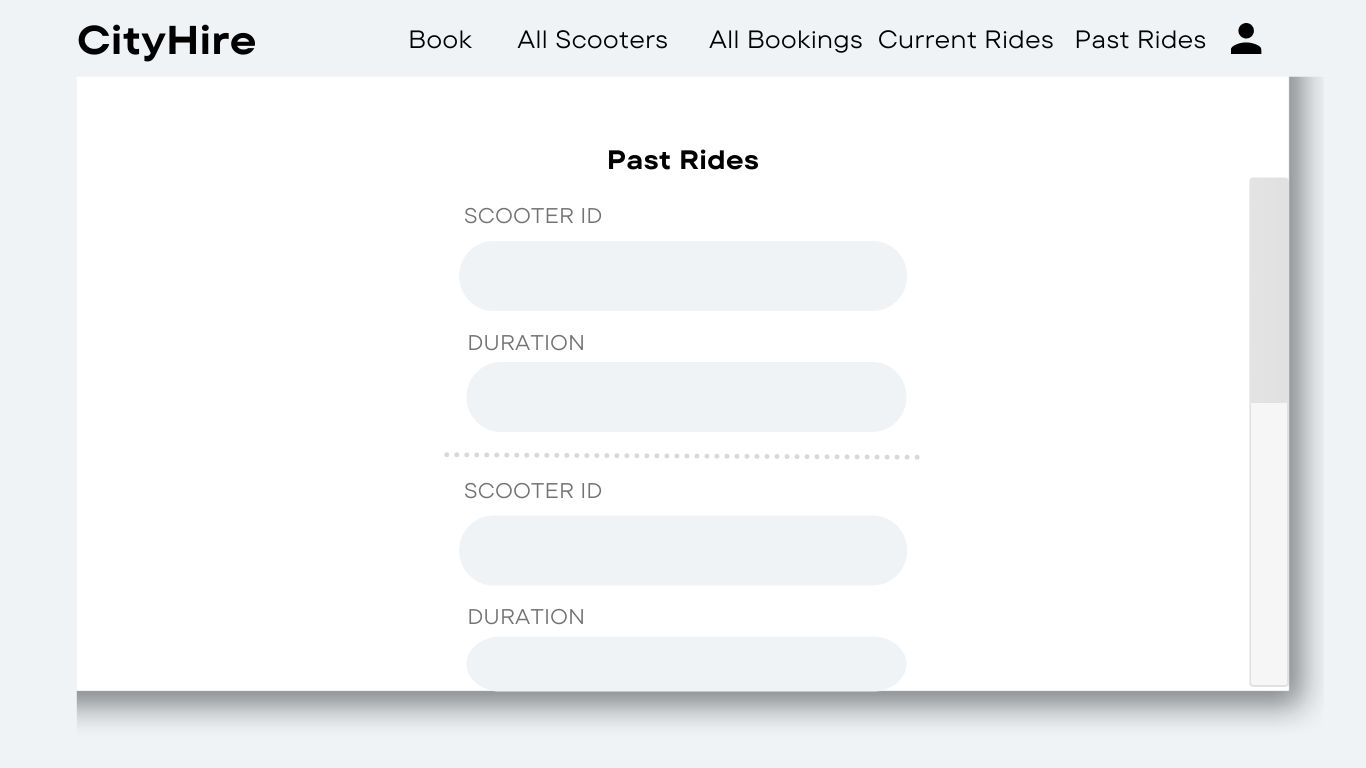 CityHire Book All Scooters All Bookings Current Rides Past Rides
Past Rides
SCOOTER ID
DURATION
SCOOTER ID
DURATION